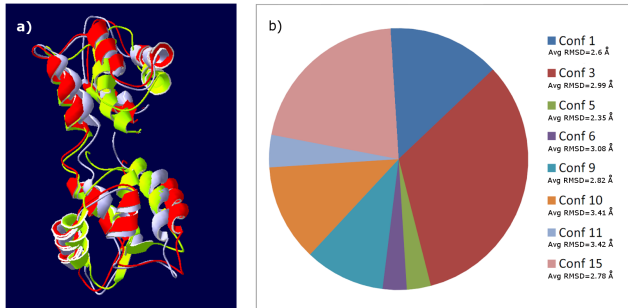 a)
b)
Conf 1
Avg RMSD=2.6 Å
Conf 3
Avg RMSD=2.99 Å
Conf 5
Avg RMSD=2.35 Å
Conf 6
Avg RMSD=3.08 Å
Conf 9
Avg RMSD=2.82 Å
Conf 10
Avg RMSD=3.41 Å
Conf 11
Avg RMSD=3.42 Å
Conf 15
Avg RMSD=2.78 Å